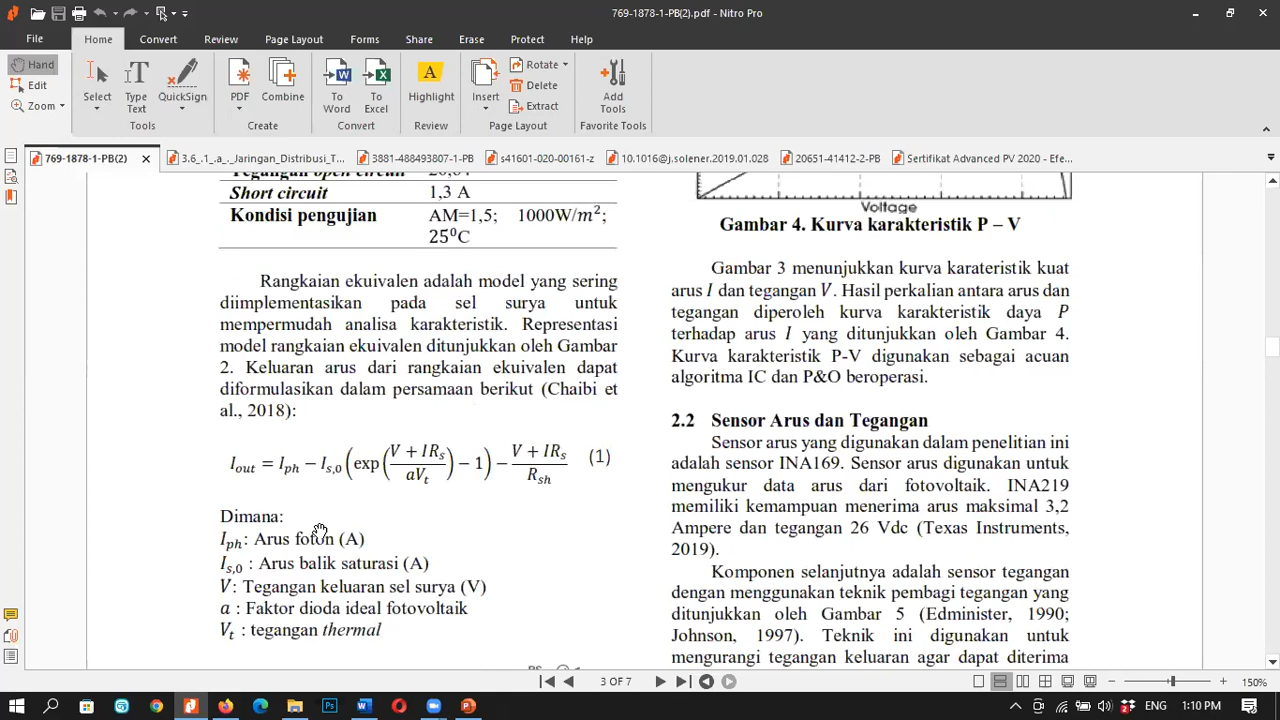 769-1878-1-PB(2).pdf - Nitro Pro
File
Home
Convert
Review
Page Layout
Forms
Share
Erase
Protect
Help
Hand
Edit
Zoom
Select
Type Text
QuickSign
Tools
PDF
Combine
Create
To Word
To Excel
Convert
Highlight
Review
Insert
Rotate
Delete
Extract
Page Layout
Add Tools
Favorite Tools
769-1878-1-PB(2)
3.6_.1_.a_._Jaringan_Distribusi_T...
3881-488493807-1-PB
s41601-020-00161-z
10.1016@j.solener.2019.01.028
20651-41412-2-PB
Sertifikat Advanced PV 2020 - Efe...
Tegangan open circuit
Short circuit 1,3 A
Kondisi pengujian AM=1,5; 1000W/m²;
25⁰C
Rangkaian ekuivalen adalah model yang sering
diimplementasikan pada sel surya untuk
mempermudah analisa karakteristik. Representasi
model rangkaian ekuivalen ditunjukkan oleh Gambar
2. Keluaran arus dari rangkaian ekuivalen dapat
diformulasikan dalam persamaan berikut (Chaibi et
al., 2018):
I_out = I_ph − I_s,0 (exp((V + IR_s)/(aV_t)) − 1) − (V + IR_s)/R_sh (1)
Dimana:
I_ph: Arus foton (A)
I_s,0 : Arus balik saturasi (A)
V: Tegangan keluaran sel surya (V)
a : Faktor dioda ideal fotovoltaik
V_t : tegangan thermal
Voltage
Gambar 4. Kurva karakteristik P – V
Gambar 3 menunjukkan kurva karateristik kuat
arus I dan tegangan V. Hasil perkalian antara arus dan
tegangan diperoleh kurva karakteristik daya P
terhadap arus I yang ditunjukkan oleh Gambar 4.
Kurva karakteristik P-V digunakan sebagai acuan
algoritma IC dan P&O beroperasi.
2.2 Sensor Arus dan Tegangan
Sensor arus yang digunakan dalam penelitian ini
adalah sensor INA169. Sensor arus digunakan untuk
mengukur data arus dari fotovoltaik. INA219
memiliki kemampuan menerima arus maksimal 3,2
Ampere dan tegangan 26 Vdc (Texas Instruments,
2019).
Komponen selanjutnya adalah sensor tegangan
dengan menggunakan teknik pembagi tegangan yang
ditunjukkan oleh Gambar 5 (Edminister, 1990;
Johnson, 1997). Teknik ini digunakan untuk
mengurangi tegangan keluaran agar dapat diterima
3 OF 7
150%
ENG
1:10 PM